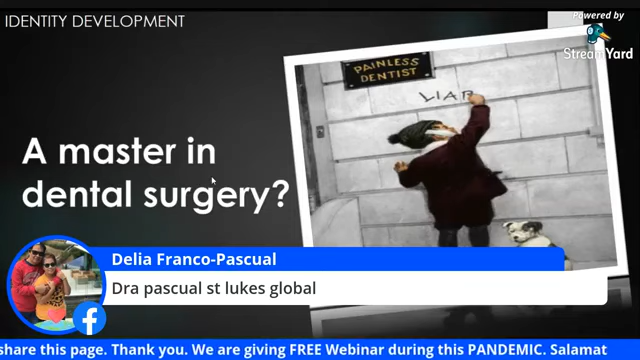 IDENTITY DEVELOPMENT
Powered by
StreamYard
PAINLESS
DENTIST
LIAR
A master in
dental surgery?
Delia Franco-Pascual
Dra pascual st lukes global
share this page. Thank you. We are giving FREE Webinar during this PANDEMIC. Salamat